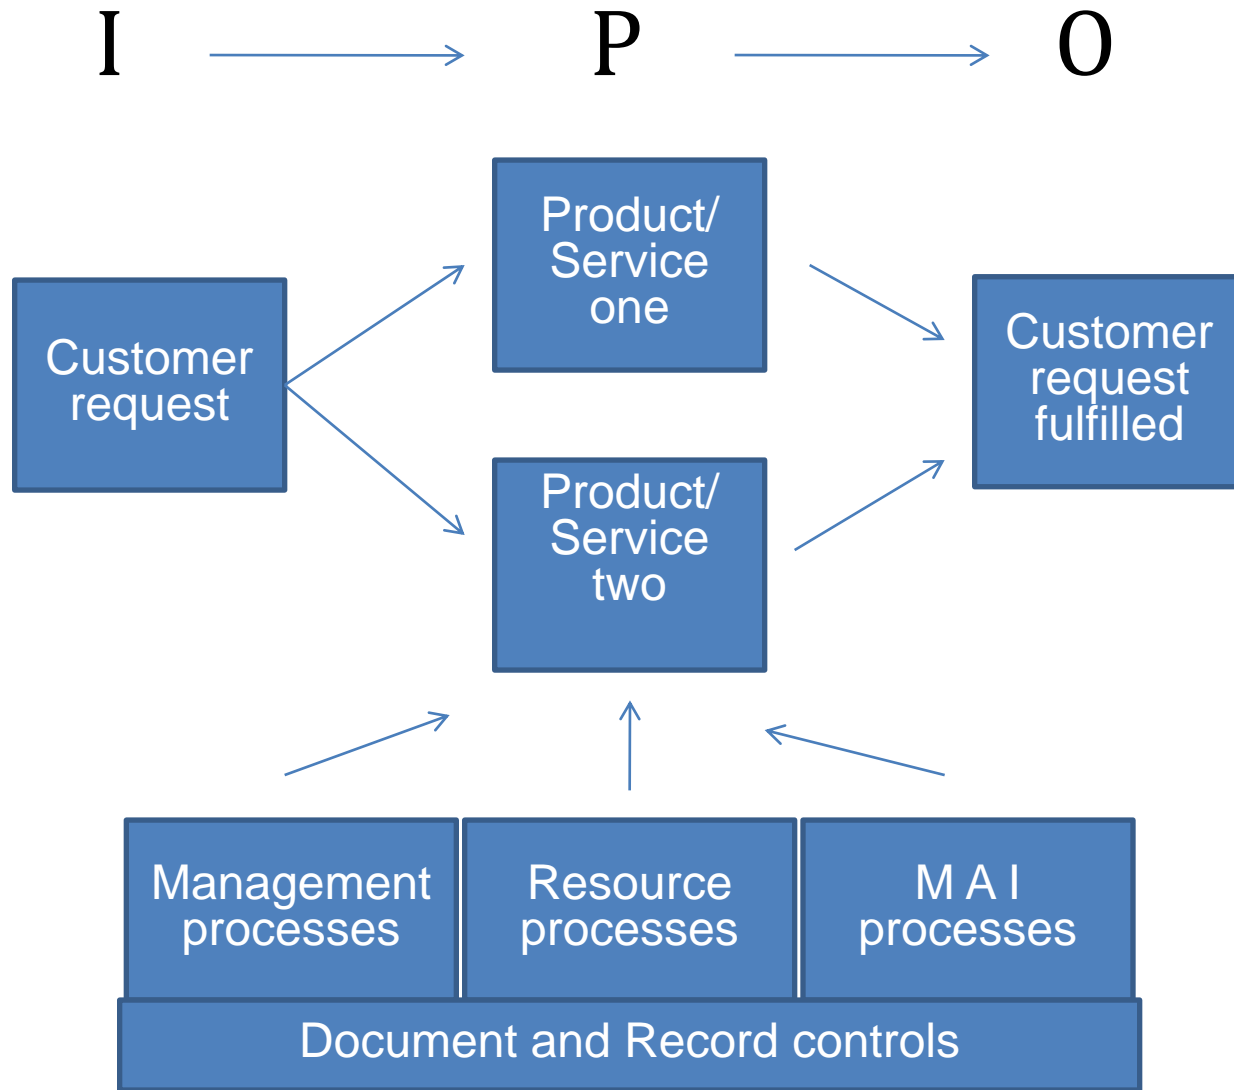 I
P
O
Product/
Service
one
Customer
request
Customer
request
fulfilled
Product/
Service
two
Management
processes
Resource
processes
M A I
processes
Document and Record controls